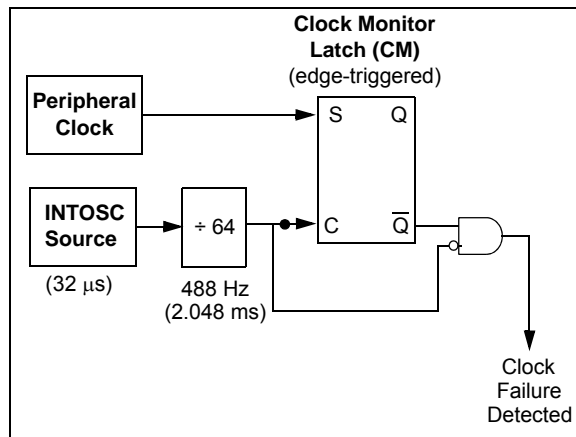 Clock Monitor
Latch (CM)
(edge-triggered)
Peripheral
Clock
S
Q
INTOSC
Source
÷ 64
C
Q̅
(32 μs)
488 Hz
(2.048 ms)
Clock
Failure
Detected